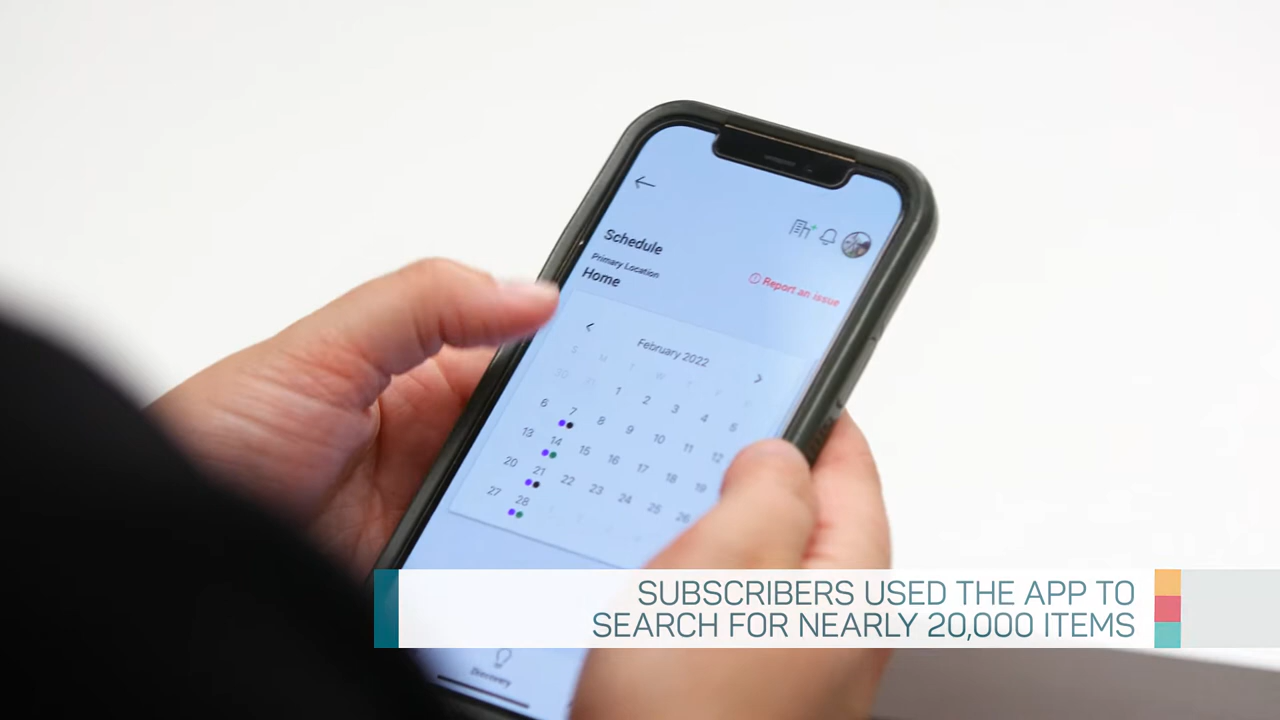 Schedule
Primary Location
Home
Report an issue
February 2022
S M T W T F S
30 1 2 3 4 5
6 7 8 9 10 11 12
13 14 15 16 17 18 19
20 21 22 23 24 25 26
27 28
Discovery
SUBSCRIBERS USED THE APP TO
SEARCH FOR NEARLY 20,000 ITEMS